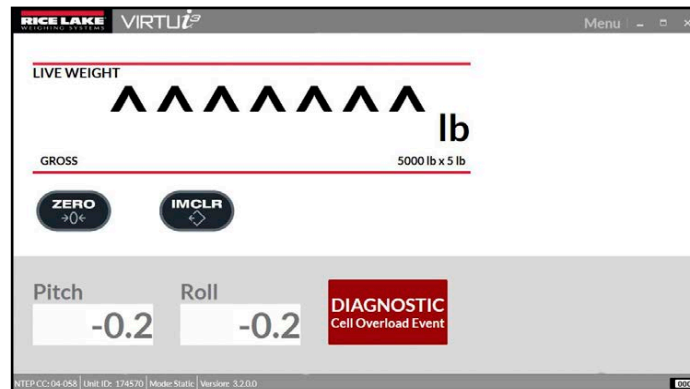 RICE LAKE VIRTUi³ Menu
WEIGHING SYSTEMS
LIVE WEIGHT
^^^^^^^
lb
GROSS 5000 lb x 5 lb
ZERO IMCLR
→0←
Pitch Roll
-0.2 -0.2
DIAGNOSTIC
Cell Overload Event
NTEP CC: 04-058 Unit ID: 174570 Mode: Static Version: 3.2.0.0